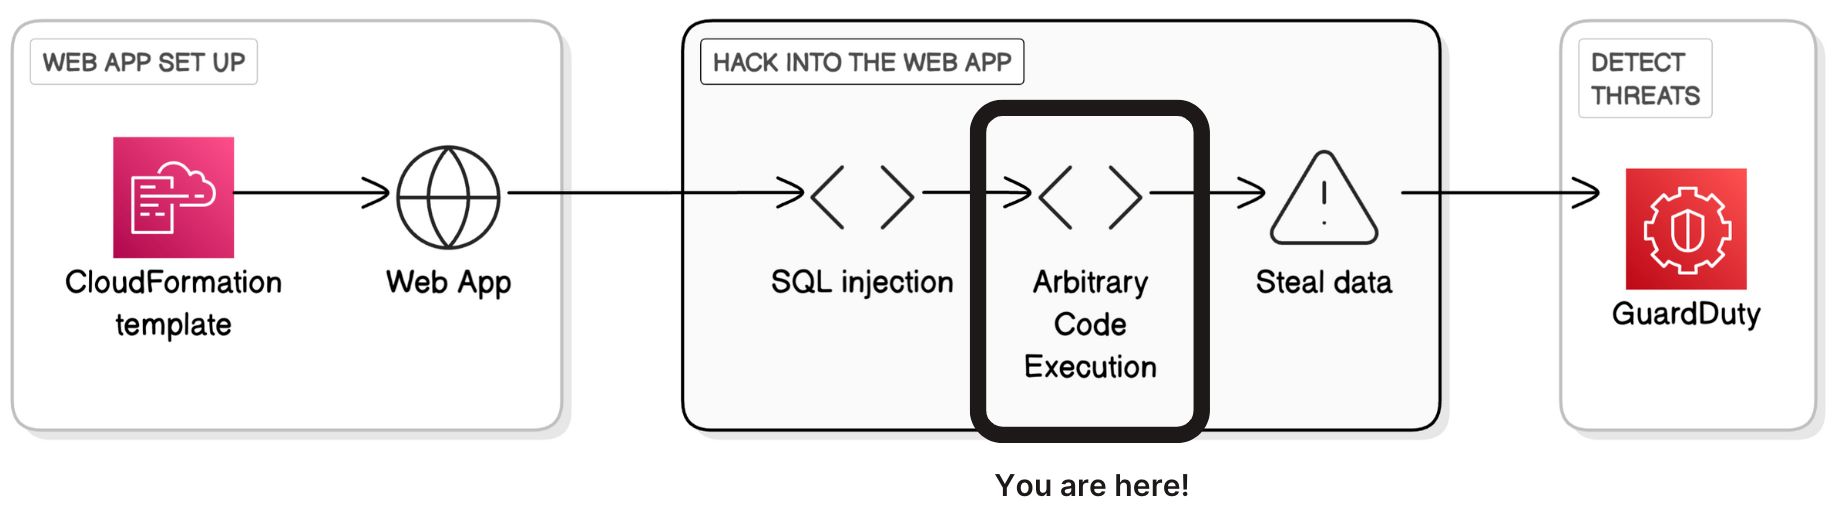 WEB APP SET UP
CloudFormation
template
Web App
HACK INTO THE WEB APP
SQL injection
Arbitrary
Code
Execution
Steal data
DETECT
THREATS
GuardDuty
You are here!